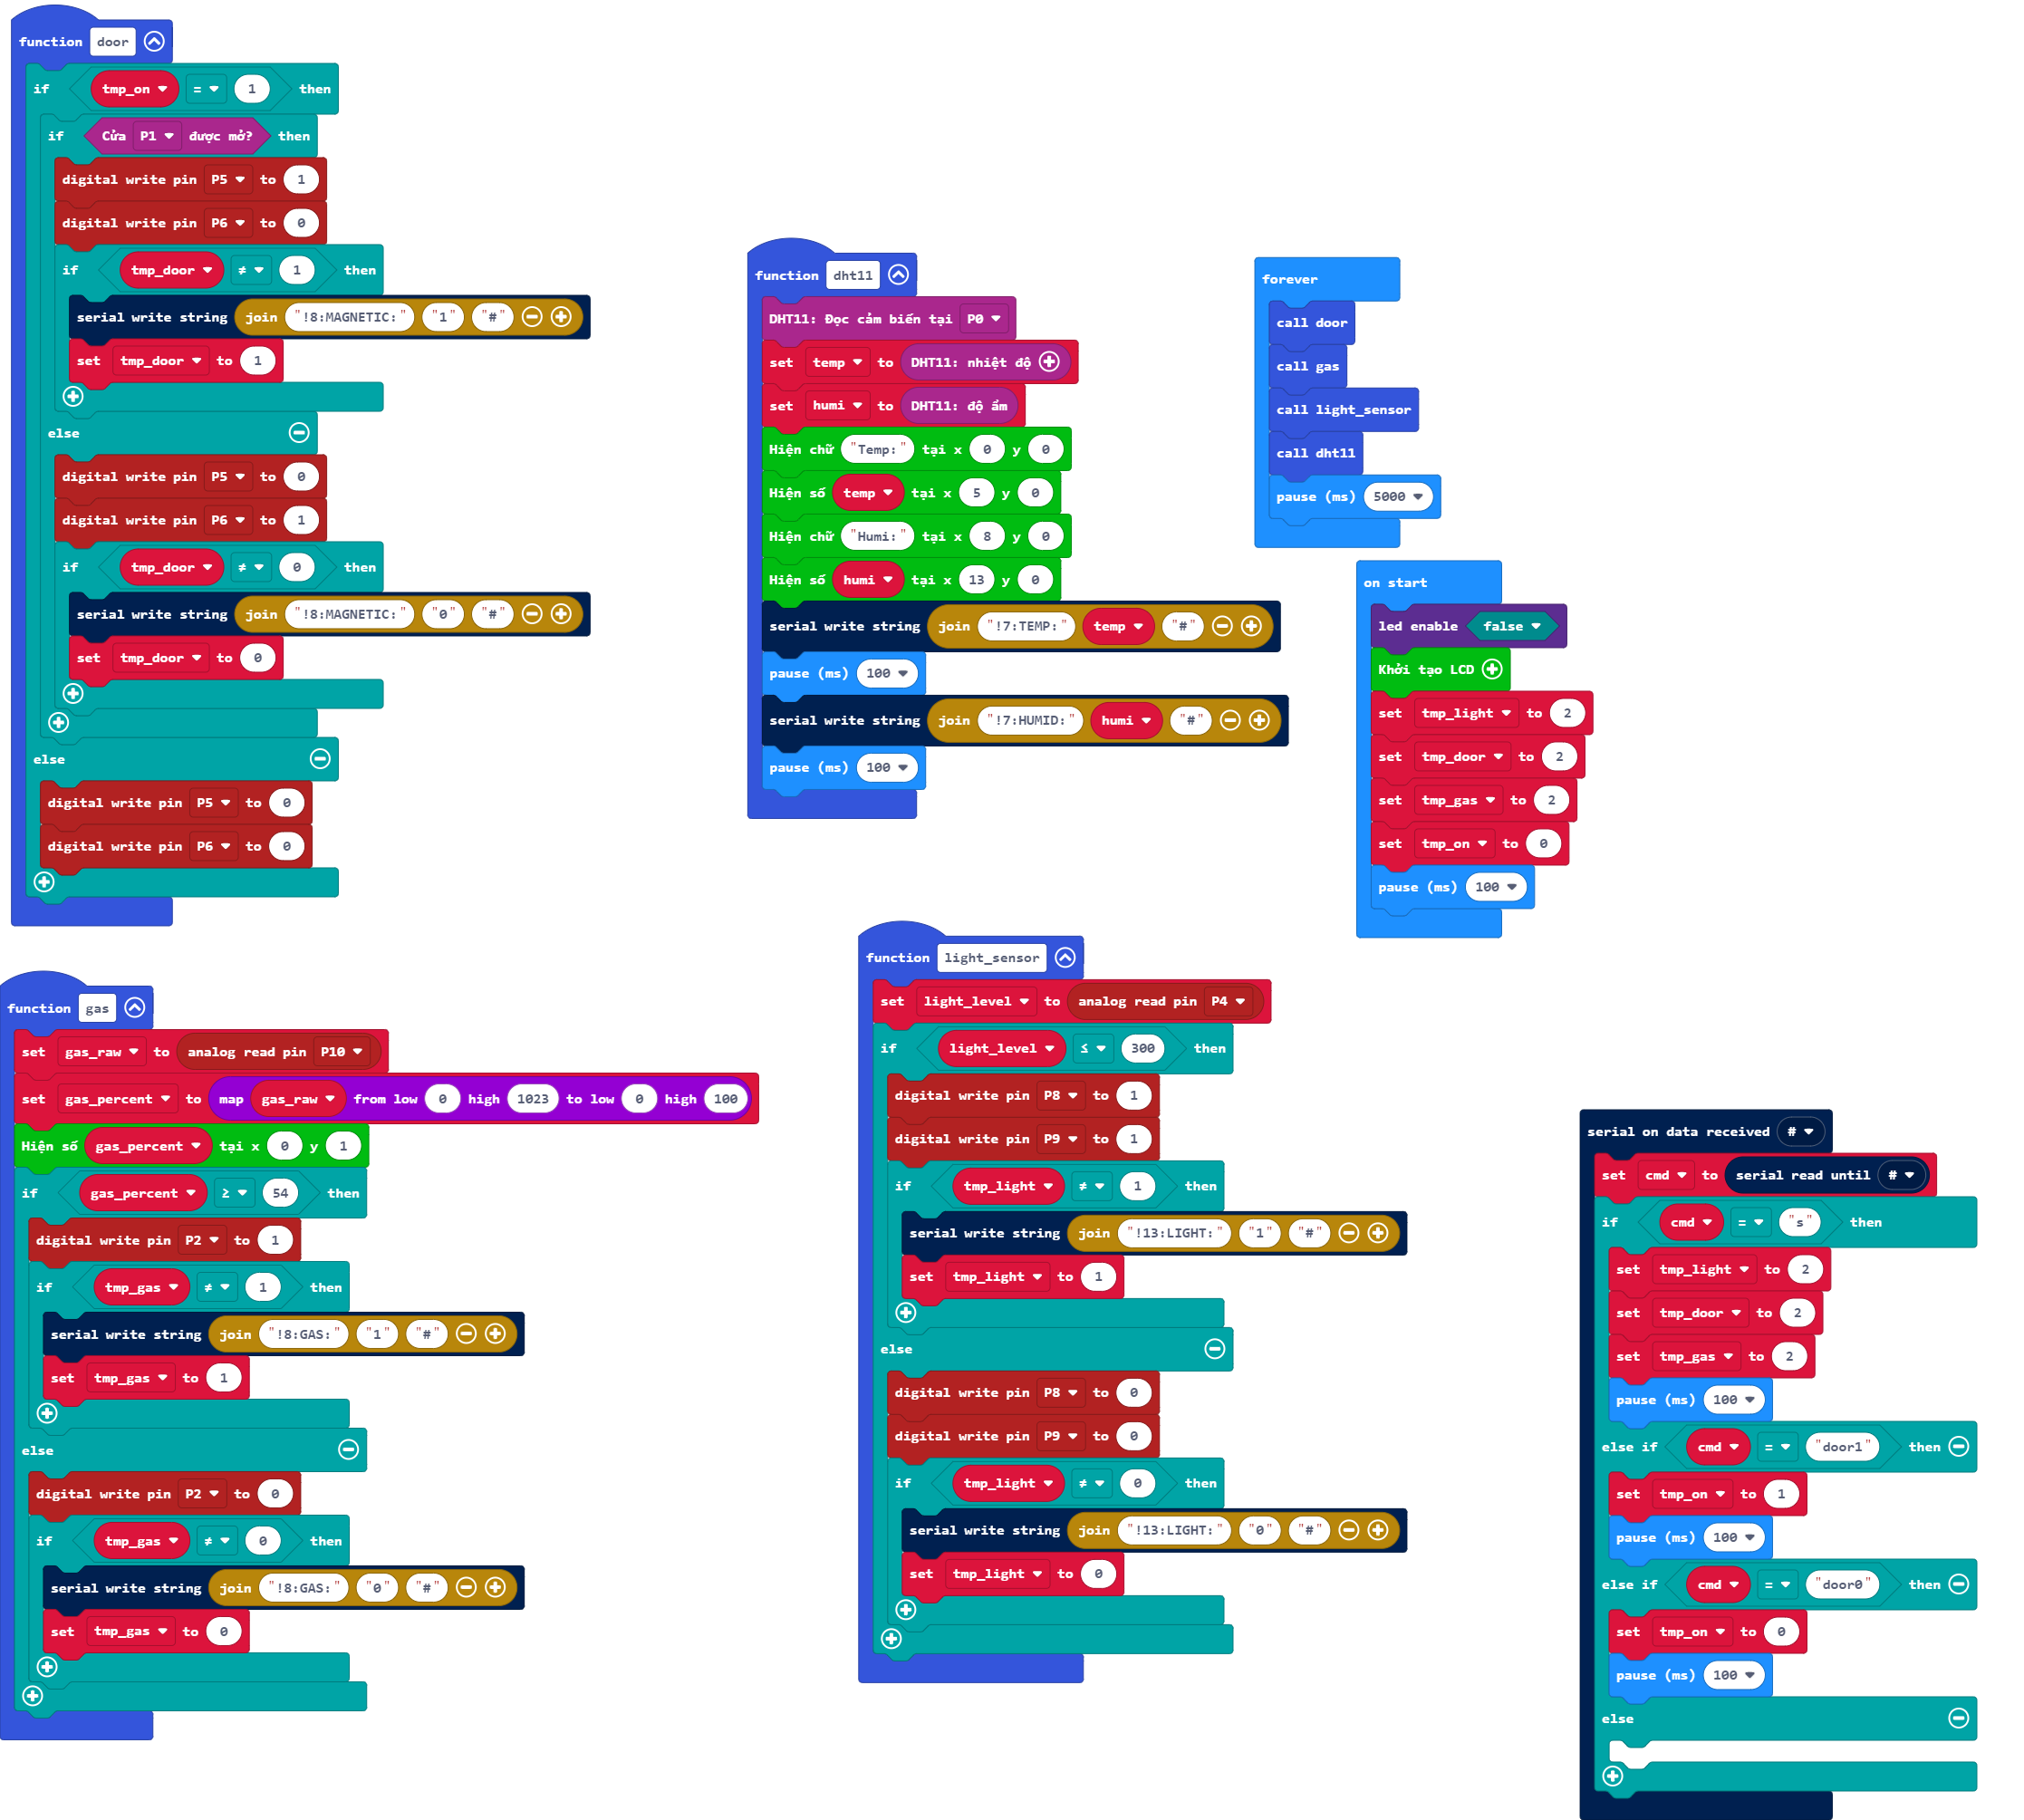 function door
if tmp_on = 1 then
if Cửa P1 được mở? then
digital write pin P5 to 1
digital write pin P6 to 0
if tmp_door ≠ 1 then
serial write string join "!8:MAGNETIC:" "1" "#"
set tmp_door to 1
else
digital write pin P5 to 0
digital write pin P6 to 1
if tmp_door ≠ 0 then
serial write string join "!8:MAGNETIC:" "0" "#"
set tmp_door to 0
else
digital write pin P5 to 0
digital write pin P6 to 0
function dht11
DHT11: Đọc cảm biến tại P0
set temp to DHT11: nhiệt độ
set humi to DHT11: độ ẩm
Hiện chữ "Temp:" tại x 0 y 0
Hiện số temp tại x 5 y 0
Hiện chữ "Humi:" tại x 8 y 0
Hiện số humi tại x 13 y 0
serial write string join "!7:TEMP:" temp "#"
pause (ms) 100
serial write string join "!7:HUMID:" humi "#"
pause (ms) 100
forever
call door
call gas
call light_sensor
call dht11
pause (ms) 5000
on start
led enable false
Khởi tạo LCD
set tmp_light to 2
set tmp_door to 2
set tmp_gas to 2
set tmp_on to 0
pause (ms) 100
function gas
set gas_raw to analog read pin P10
set gas_percent to map gas_raw from low 0 high 1023 to low 0 high 100
Hiện số gas_percent tại x 0 y 1
if gas_percent ≥ 54 then
digital write pin P2 to 1
if tmp_gas ≠ 1 then
serial write string join "!8:GAS:" "1" "#"
set tmp_gas to 1
else
digital write pin P2 to 0
if tmp_gas ≠ 0 then
serial write string join "!8:GAS:" "0" "#"
set tmp_gas to 0
function light_sensor
set light_level to analog read pin P4
if light_level ≤ 300 then
digital write pin P8 to 1
digital write pin P9 to 1
if tmp_light ≠ 1 then
serial write string join "!13:LIGHT:" "1" "#"
set tmp_light to 1
else
digital write pin P8 to 0
digital write pin P9 to 0
if tmp_light ≠ 0 then
serial write string join "!13:LIGHT:" "0" "#"
set tmp_light to 0
serial on data received #
set cmd to serial read until #
if cmd = "s" then
set tmp_light to 2
set tmp_door to 2
set tmp_gas to 2
pause (ms) 100
else if cmd = "door1" then
set tmp_on to 1
pause (ms) 100
else if cmd = "door0" then
set tmp_on to 0
pause (ms) 100
else